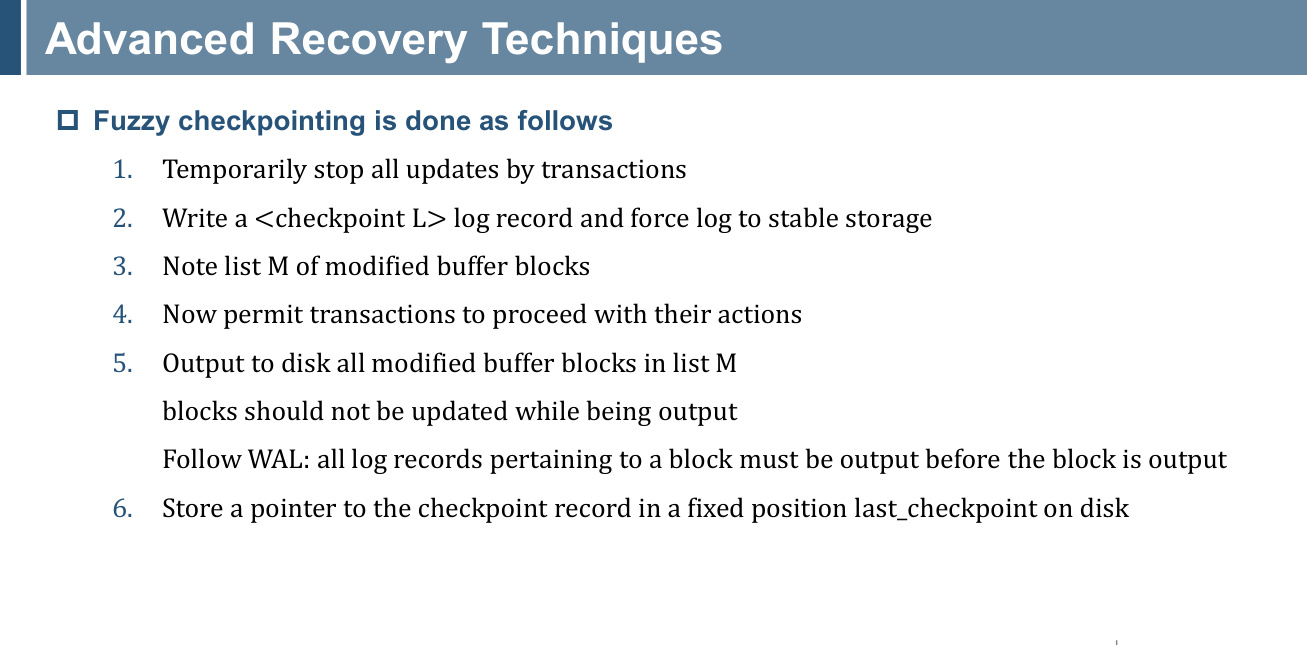 Advanced Recovery Techniques
Fuzzy checkpointing is done as follows
1. Temporarily stop all updates by transactions
2. Write a <checkpoint L> log record and force log to stable storage
3. Note list M of modified buffer blocks
4. Now permit transactions to proceed with their actions
5. Output to disk all modified buffer blocks in list M
blocks should not be updated while being output
Follow WAL: all log records pertaining to a block must be output before the block is output
6. Store a pointer to the checkpoint record in a fixed position last_checkpoint on disk